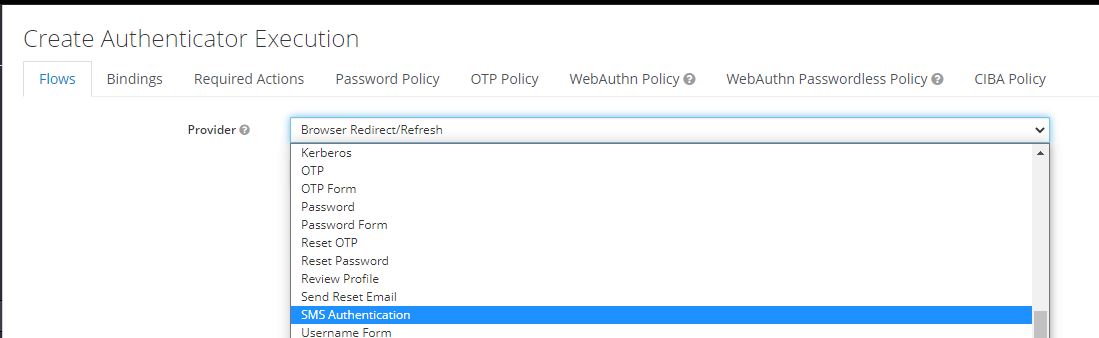 Create Authenticator Execution
Flows Bindings Required Actions Password Policy OTP Policy WebAuthn Policy WebAuthn Passwordless Policy CIBA Policy
Provider Browser Redirect/Refresh
Kerberos
OTP
OTP Form
Password
Password Form
Reset OTP
Reset Password
Review Profile
Send Reset Email
SMS Authentication
Username Form